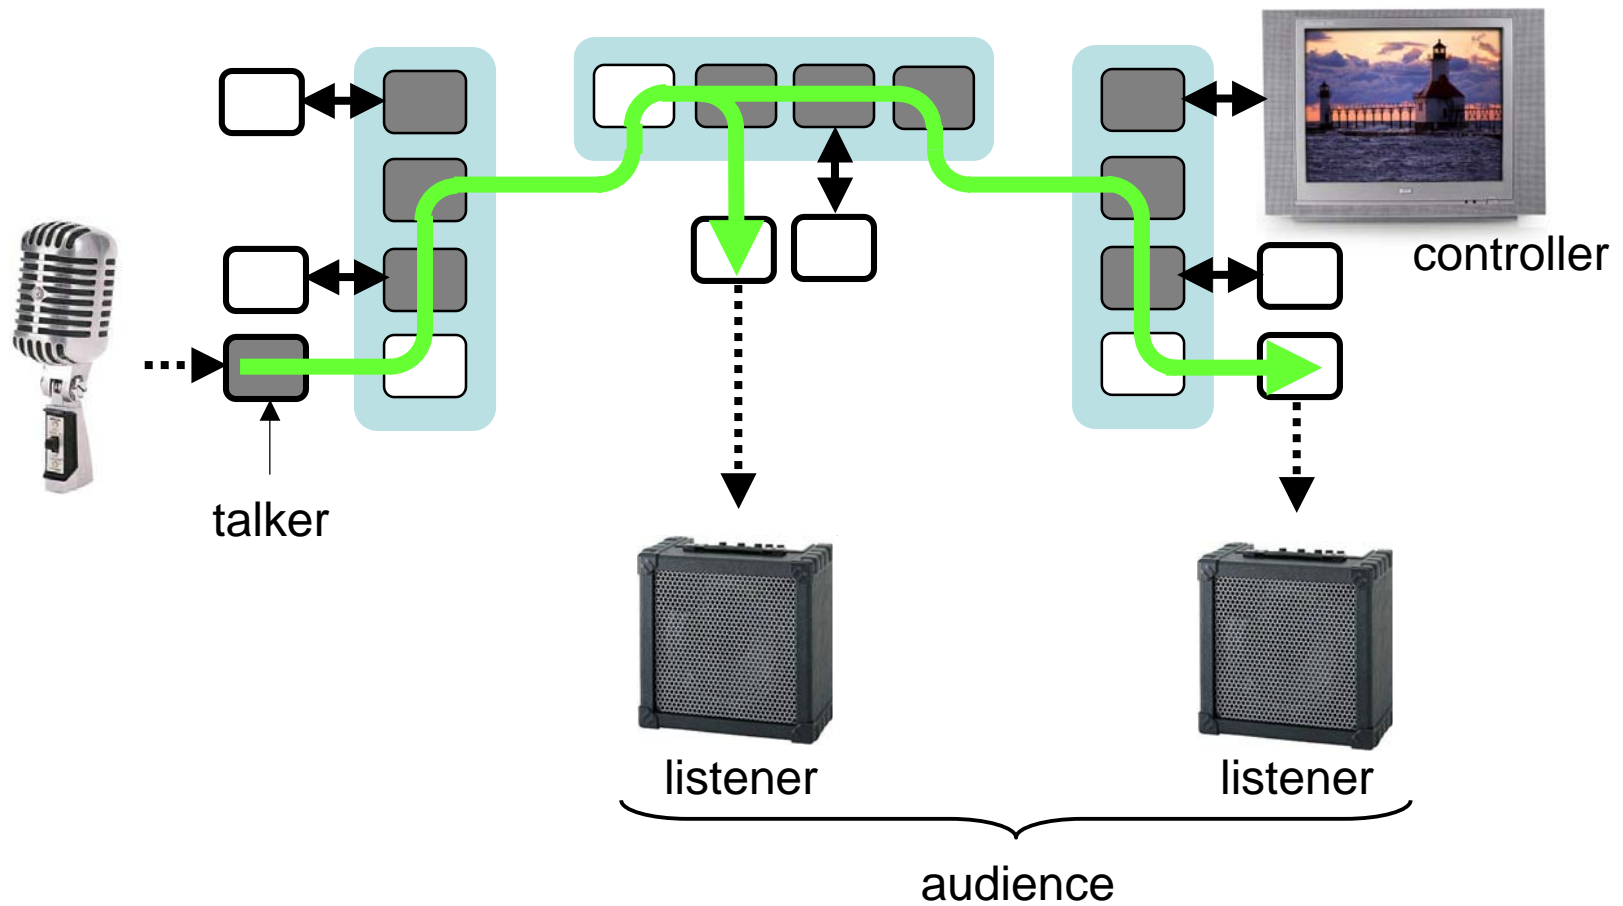 controller
talker
listener
listener
audience